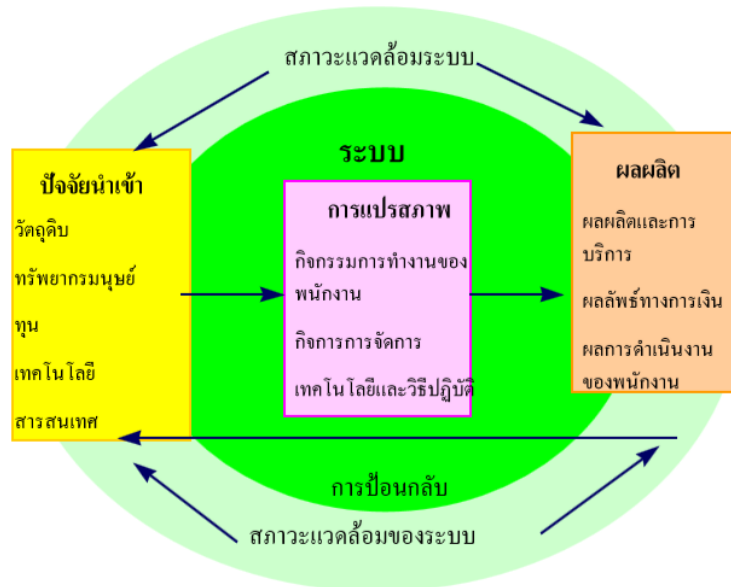 สภาวะแวดล้อมระบบ
ระบบ
ปัจจัยนำเข้า
วัตถุดิบ
ทรัพยากรมนุษย์
ทุน
เทคโนโลยี
สารสนเทศ
การแปรสภาพ
กิจกรรมการทำงานของ
พนักงาน
กิจการการจัดการ
เทคโนโลยีและวิธีปฏิบัติ
ผลผลิต
ผลผลิตและการ
บริการ
ผลลัพธ์ทางการเงิน
ผลการดำเนินงาน
ของพนักงาน
การป้อนกลับ
สภาวะแวดล้อมของระบบ